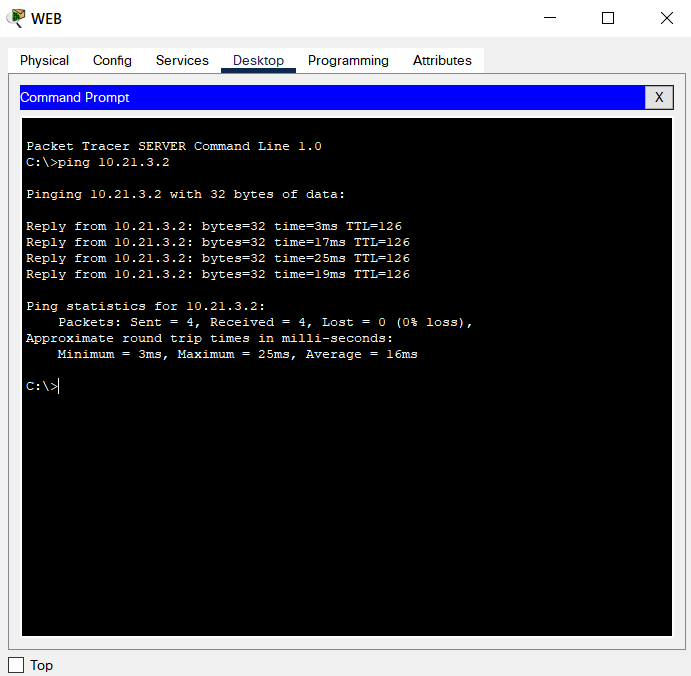 WEB
Physical Config Services Desktop Programming Attributes
Command Prompt X
Packet Tracer SERVER Command Line 1.0
C:\>ping 10.21.3.2
Pinging 10.21.3.2 with 32 bytes of data:
Reply from 10.21.3.2: bytes=32 time=3ms TTL=126
Reply from 10.21.3.2: bytes=32 time=17ms TTL=126
Reply from 10.21.3.2: bytes=32 time=25ms TTL=126
Reply from 10.21.3.2: bytes=32 time=19ms TTL=126
Ping statistics for 10.21.3.2:
Packets: Sent = 4, Received = 4, Lost = 0 (0% loss),
Approximate round trip times in milli-seconds:
Minimum = 3ms, Maximum = 25ms, Average = 16ms
C:\>
Top